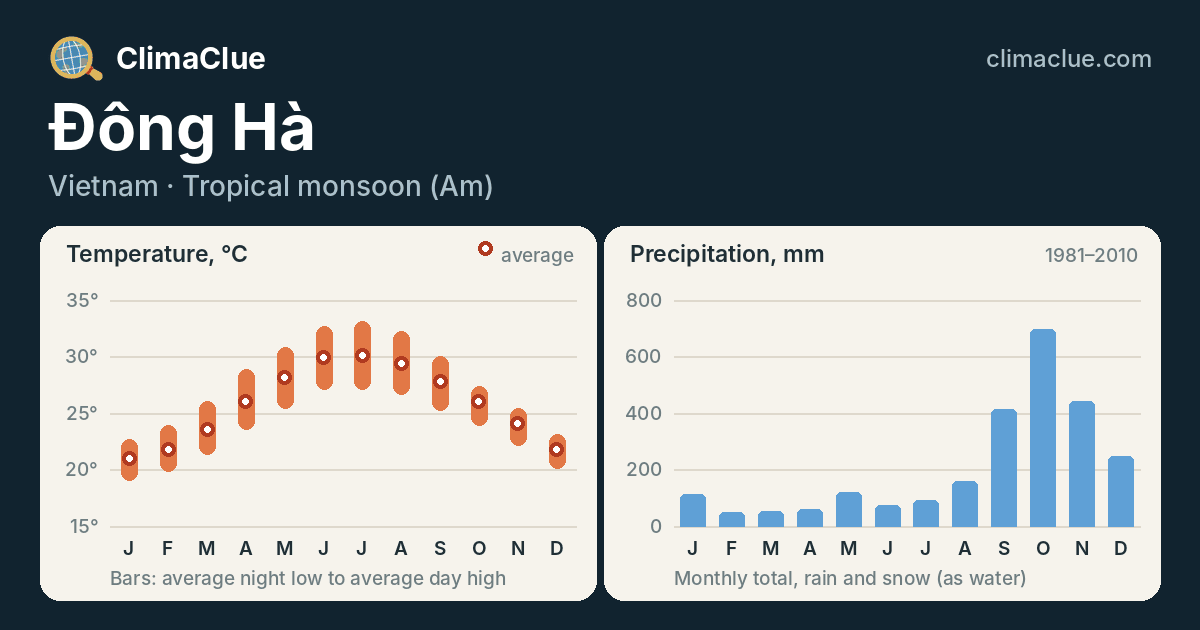 ClimaClue
climaclue.com
Đông Hà
Vietnam · Tropical monsoon (Am)
Temperature, °C
average
35°
30°
25°
20°
15°
J F M A M J J A S O N D
Bars: average night low to average day high
Precipitation, mm
1981–2010
800
600
400
200
0
J F M A M J J A S O N D
Monthly total, rain and snow (as water)